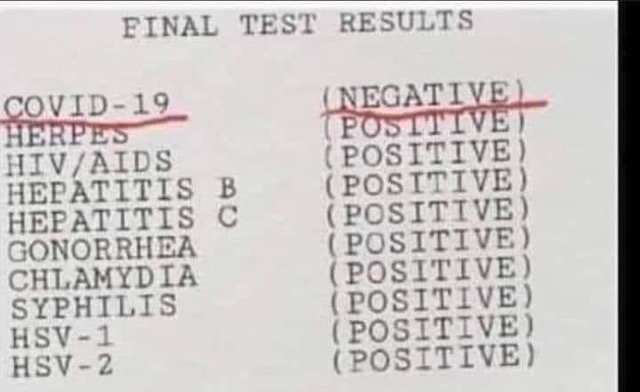 FINAL TEST RESULTS
COVID-19 (NEGATIVE)
HERPES (POSITIVE)
HIV/AIDS (POSITIVE)
HEPATITIS B (POSITIVE)
HEPATITIS C (POSITIVE)
GONORRHEA (POSITIVE)
CHLAMYDIA (POSITIVE)
SYPHILIS (POSITIVE)
HSV-1 (POSITIVE)
HSV-2 (POSITIVE)